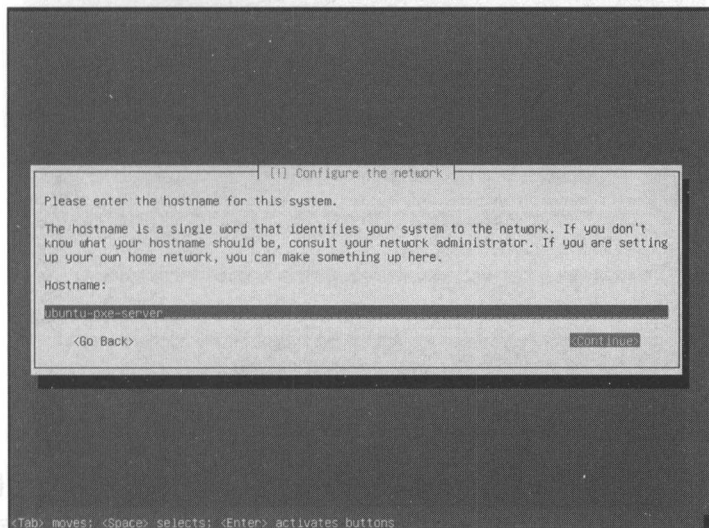 [!] Configure the network
Please enter the hostname for this system.
The hostname is a single word that identifies your system to the network. If you don't
know what your hostname should be, consult your network administrator. If you are setting
up your own home network, you can make something up here.
Hostname:
ubuntu-pxe-server
<Go Back> <Continue>
<Tab> moves; <Space> selects; <Enter> activates buttons